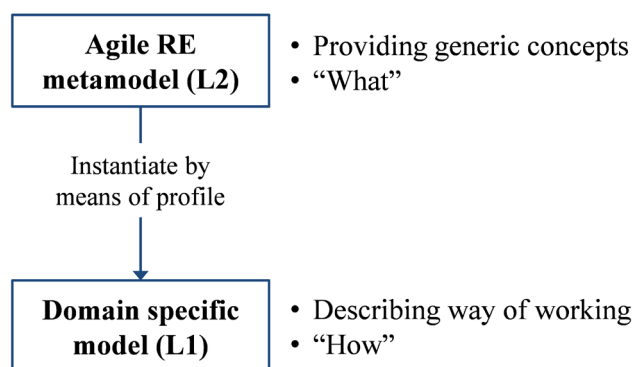 Agile RE
metamodel (L2)
• Providing generic concepts
• “What”
Instantiate by
means of profile
Domain specific
model (L1)
• Describing way of working
• “How”